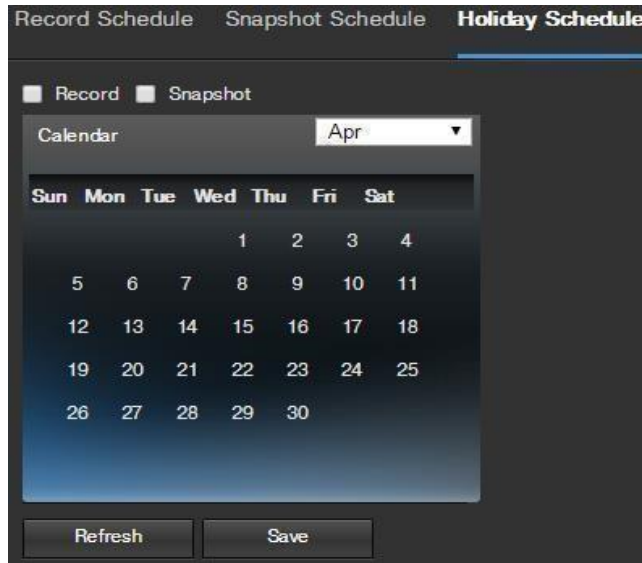 Record Schedule Snapshot Schedule Holiday Schedule
Record Snapshot
Calendar Apr
Sun Mon Tue Wed Thu Fri Sat
1 2 3 4
5 6 7 8 9 10 11
12 13 14 15 16 17 18
19 20 21 22 23 24 25
26 27 28 29 30
Refresh Save